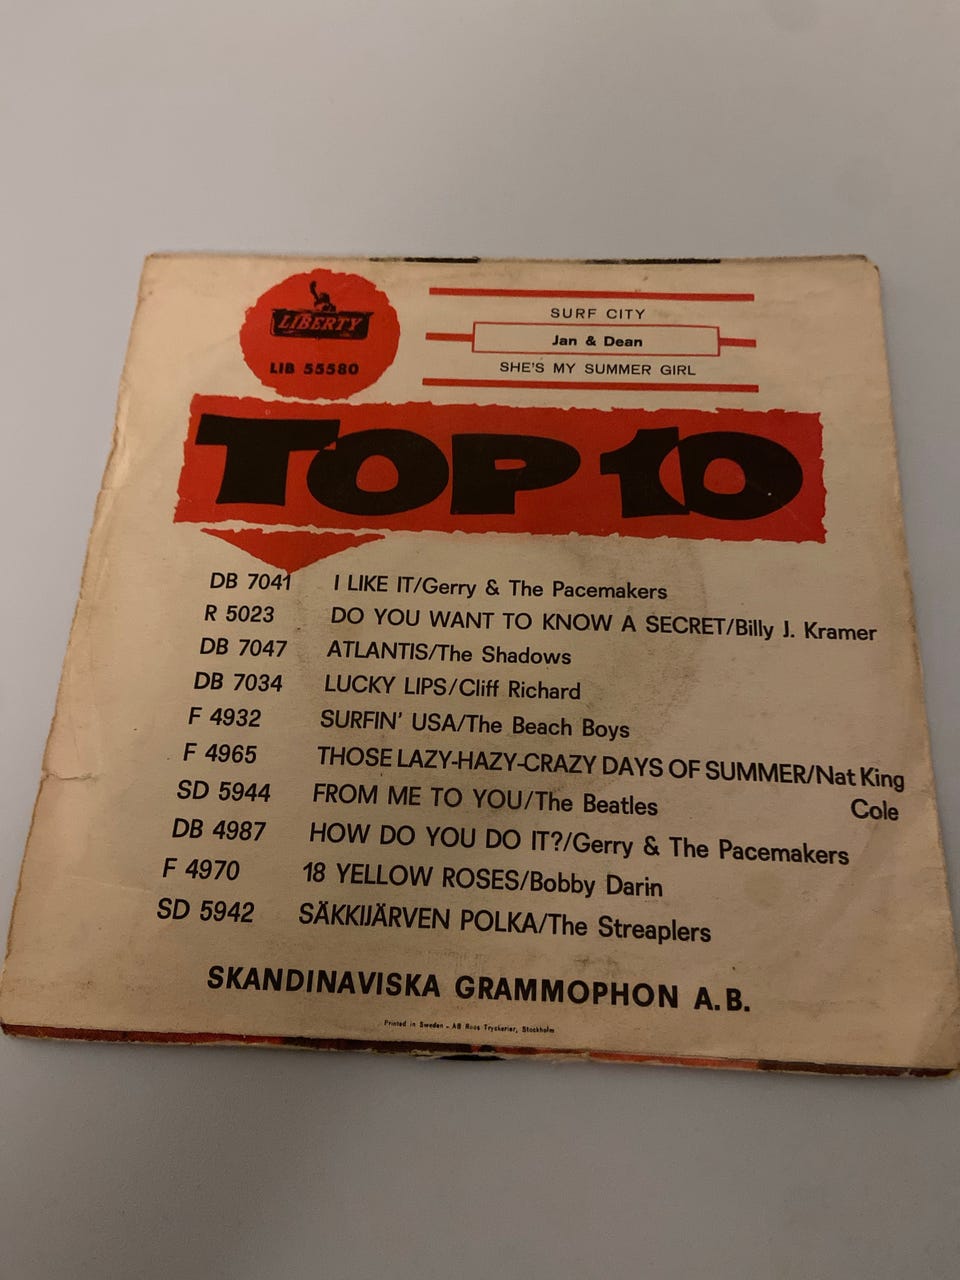 LIBERTY
LIB 55580
SURF CITY
Jan & Dean
SHE'S MY SUMMER GIRL
TOP 10
DB 7041 I LIKE IT/Gerry & The Pacemakers
R 5023 DO YOU WANT TO KNOW A SECRET/Billy J. Kramer
DB 7047 ATLANTIS/The Shadows
DB 7034 LUCKY LIPS/Cliff Richard
F 4932 SURFIN' USA/The Beach Boys
F 4965 THOSE LAZY-HAZY-CRAZY DAYS OF SUMMER/Nat King
Cole
SD 5944 FROM ME TO YOU/The Beatles
DB 4987 HOW DO YOU DO IT?/Gerry & The Pacemakers
F 4970 18 YELLOW ROSES/Bobby Darin
SD 5942 SÄKKIJÄRVEN POLKA/The Streaplers
SKANDINAVISKA GRAMMOPHON A.B.
Printed in Sweden - AB Roos Tryckerier, Stockholm